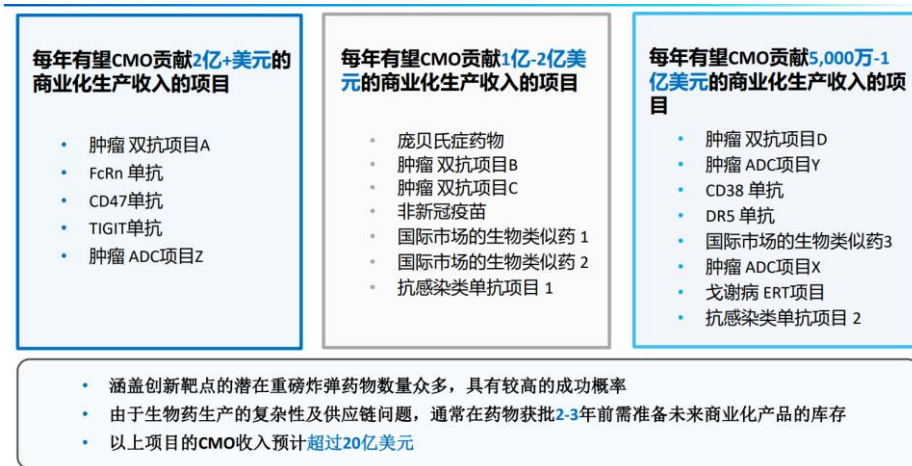 每年有望CMO贡献2亿+美元的
商业化生产收入的项目
• 肿瘤 双抗项目A
• FcRn 单抗
• CD47单抗
• TIGIT单抗
• 肿瘤 ADC项目Z
每年有望CMO贡献1亿-2亿美
元的商业化生产收入的项目
• 庞贝氏症药物
• 肿瘤 双抗项目B
• 肿瘤 双抗项目C
• 非新冠疫苗
• 国际市场的生物类似药 1
• 国际市场的生物类似药 2
• 抗感染类单抗项目 1
每年有望CMO贡献5,000万-1
亿美元的商业化生产收入的项
目
• 肿瘤 双抗项目D
• 肿瘤 ADC项目Y
• CD38 单抗
• DR5 单抗
• 国际市场的生物类似药3
• 肿瘤 ADC项目X
• 戈谢病 ERT项目
• 抗感染类单抗项目 2
• 涵盖创新靶点的潜在重磅炸弹药物数量众多，具有较高的成功概率
• 由于生物药生产的复杂性及供应链问题，通常在药物获批2-3年前需准备未来商业化产品的库存
• 以上项目的CMO收入预计超过20亿美元